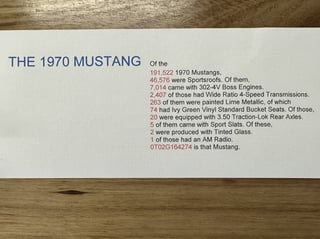 THE 1970 MUSTANG
Of the
191,522 1970 Mustangs,
46,576 were Sportsroofs. Of them,
7,014 came with 302-4V Boss Engines.
2,407 of those had Wide Ratio 4-Speed Transmissions.
263 of them were painted Lime Metallic, of which
74 had Ivy Green Vinyl Standard Bucket Seats. Of those,
20 were equipped with 3.50 Traction-Lok Rear Axles.
5 of them came with Sport Slats. Of these,
2 were produced with Tinted Glass.
1 of those had an AM Radio.
0T02G164274 is that Mustang.